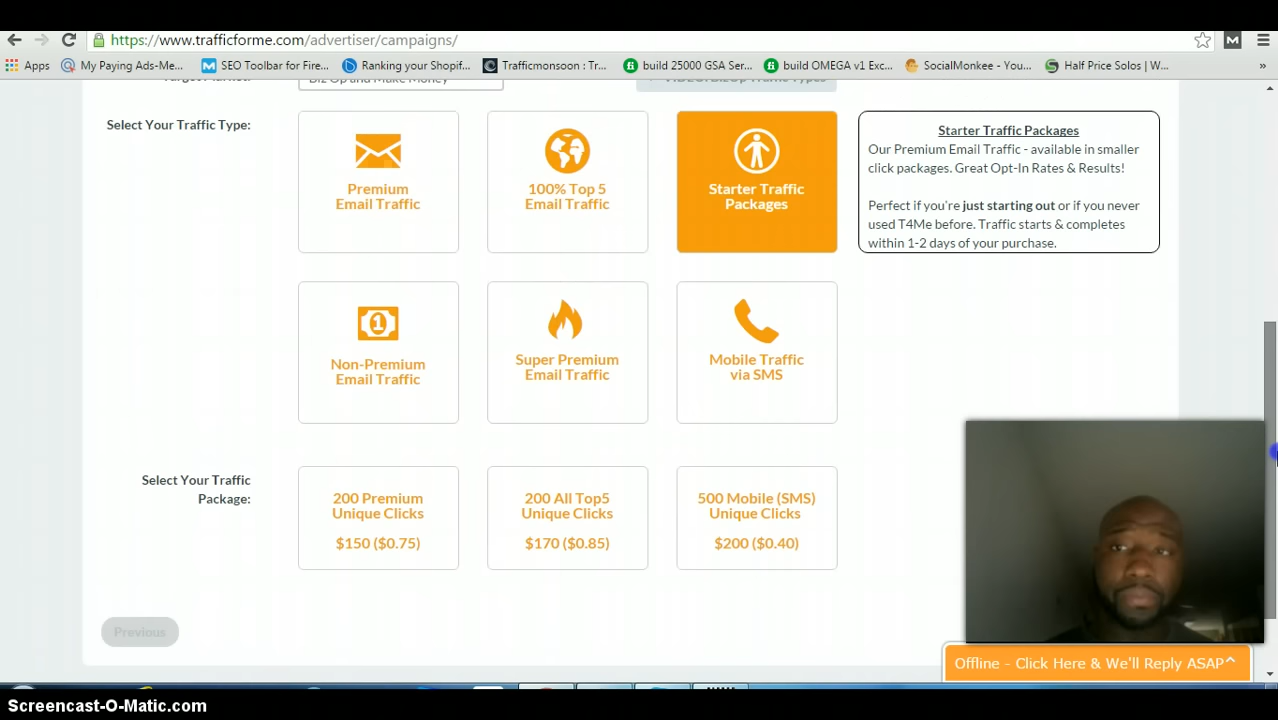 https://www.trafficforme.com/advertiser/campaigns/
Apps
My Paying Ads-Me...
SEO Toolbar for Fire...
Ranking your Shopif...
Trafficmonsoon : Tr...
build 25000 GSA Ser...
build OMEGA v1 Exc...
SocialMonkee - You...
Half Price Solos | W...
»
Select Your Traffic Type:
Premium
Email Traffic
100% Top 5
Email Traffic
Starter Traffic
Packages
Starter Traffic Packages
Our Premium Email Traffic - available in smaller
click packages. Great Opt-In Rates & Results!
Perfect if you're just starting out or if you never
used T4Me before. Traffic starts & completes
within 1-2 days of your purchase.
1
Non-Premium
Email Traffic
Super Premium
Email Traffic
Mobile Traffic
via SMS
Select Your Traffic
Package:
200 Premium
Unique Clicks
$150 ($0.75)
200 All Top5
Unique Clicks
$170 ($0.85)
500 Mobile (SMS)
Unique Clicks
$200 ($0.40)
Previous
Offline - Click Here & We'll Reply ASAP^
Screencast-O-Matic.com